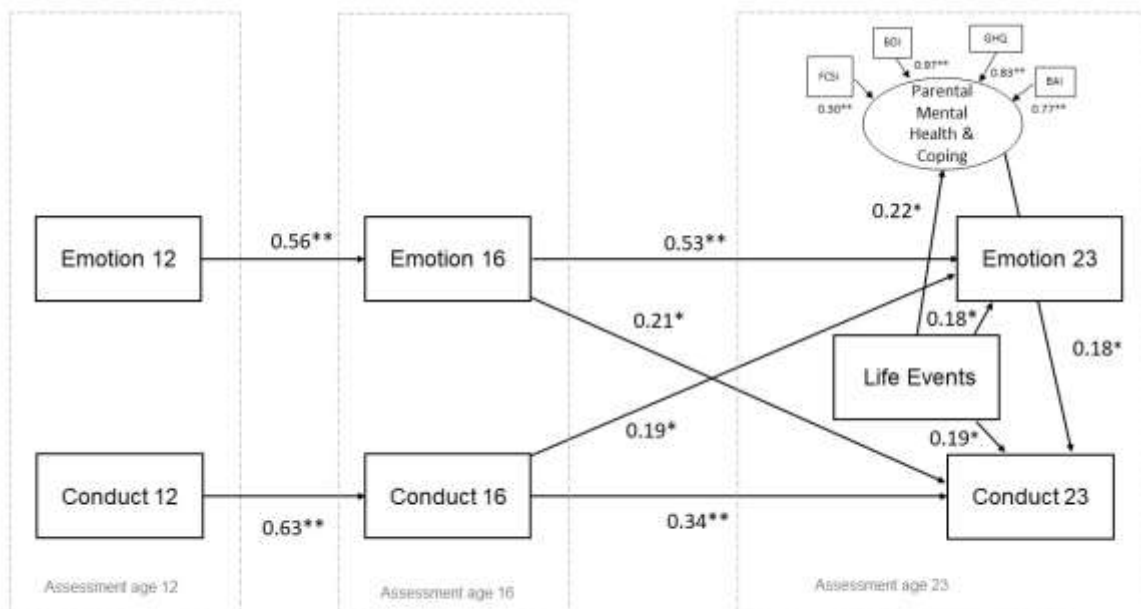 BDI
GHQ
FCSI
BAI
0.97**
0.83**
0.30**
0.77**
Parental
Mental
Health &
Coping
0.22*
Emotion 12
0.56**
Emotion 16
0.53**
Emotion 23
0.21*
0.18*
0.18*
Life Events
0.19*
0.19*
Conduct 12
0.63**
Conduct 16
0.34**
Conduct 23
Assessment age 12
Assessment age 16
Assessment age 23